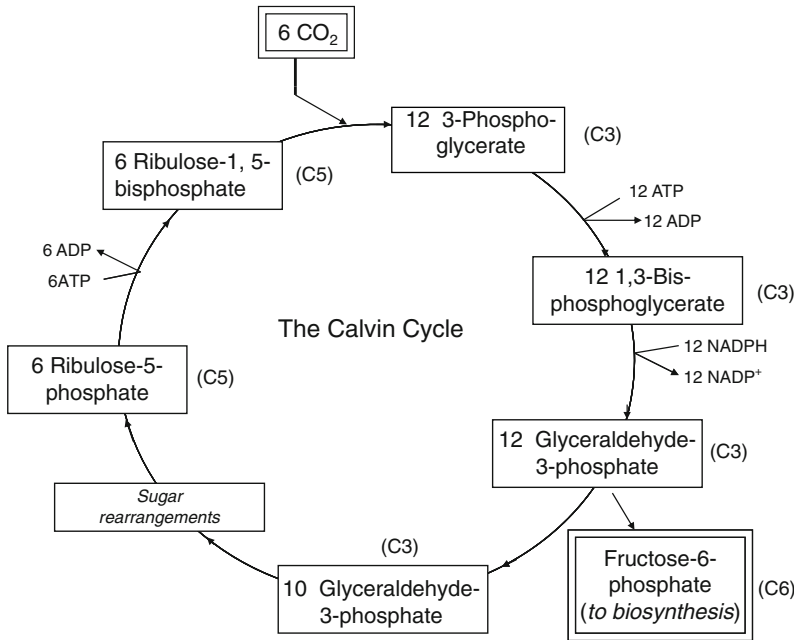 6 CO₂
12 3-Phospho-
glycerate
(C3)
6 Ribulose-1, 5-
bisphosphate
(C5)
12 ATP
12 ADP
6 ADP
6ATP
12 1,3-Bis-
phosphoglycerate
(C3)
The Calvin Cycle
12 NADPH
12 NADP⁺
6 Ribulose-5-
phosphate
(C5)
12 Glyceraldehyde-
3-phosphate
(C3)
Sugar
rearrangements
(C3)
10 Glyceraldehyde-
3-phosphate
Fructose-6-
phosphate
(to biosynthesis)
(C6)